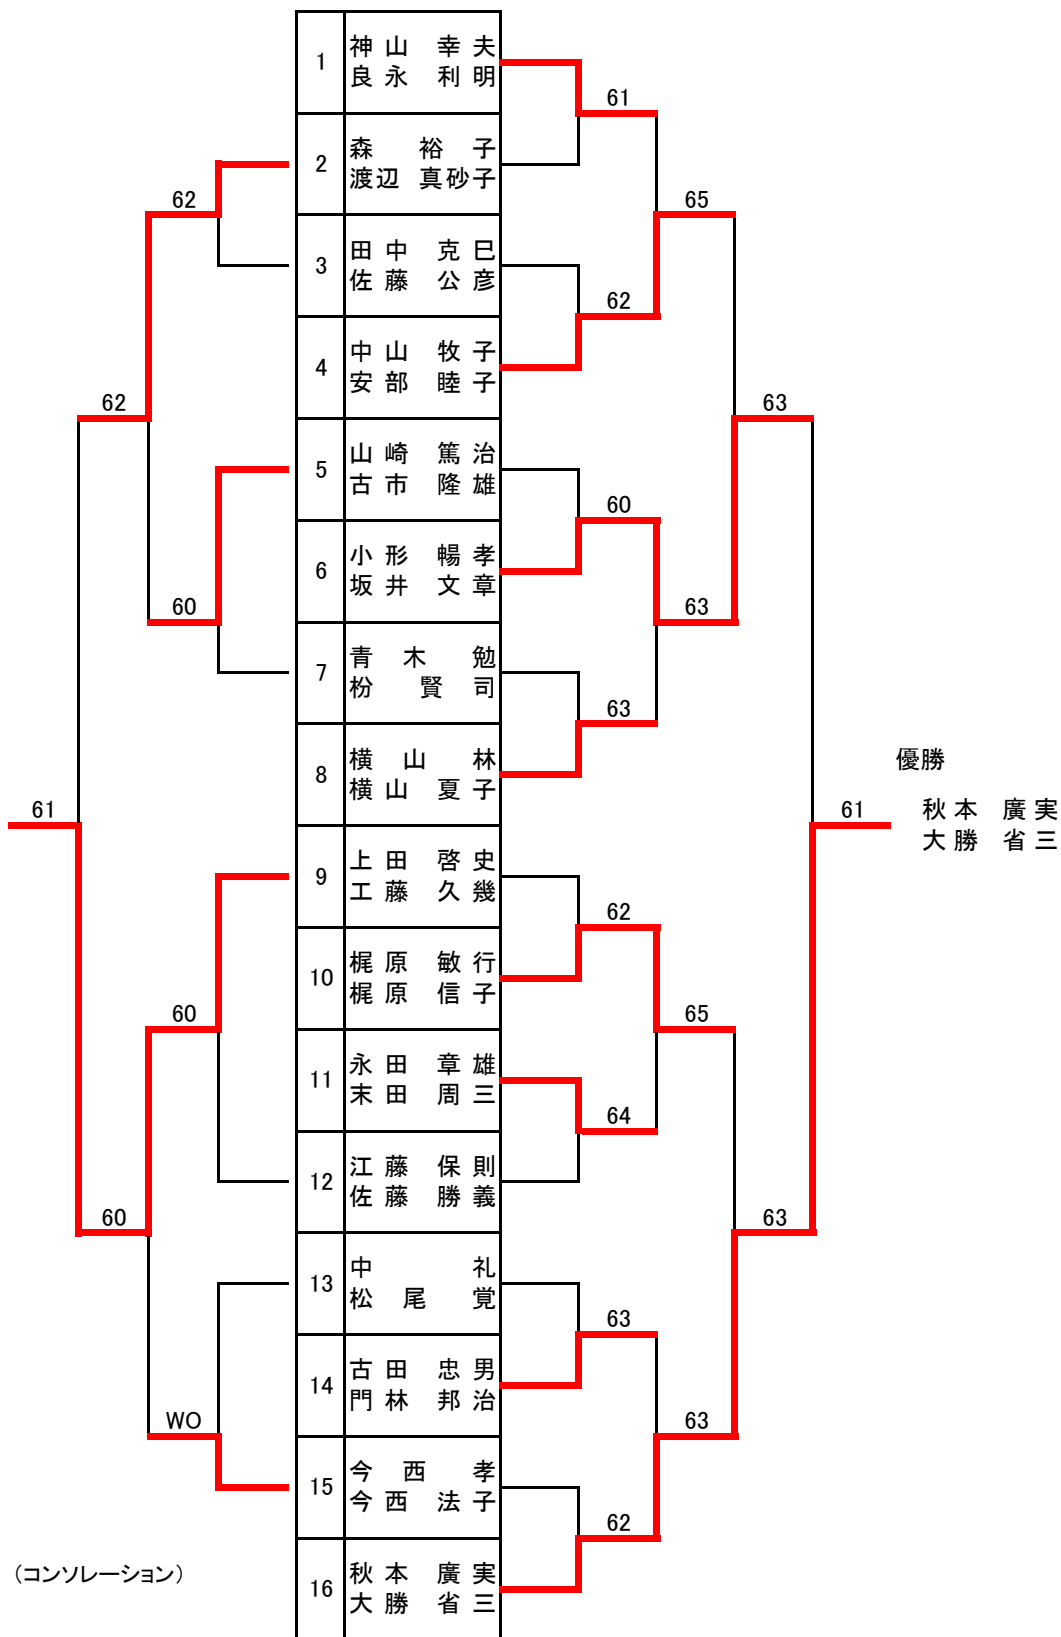 1
神山 幸夫
良永 利明
61
2
森 裕子
渡辺 真砂子
62
65
3
田中 克巳
佐藤 公彦
62
4
中山 牧子
安部 睦子
62
63
5
山崎 篤治
古市 隆雄
60
6
小形 暢孝
坂井 文章
60
63
7
青木 勉
枌 賢司
63
8
横山 林
横山 夏子
優勝
61
61
秋本 廣実
大勝 省三
9
上田 啓史
工藤 久幾
62
10
梶原 敏行
梶原 信子
60
65
11
永田 章雄
末田 周三
64
12
江藤 保則
佐藤 勝義
60
63
13
中 礼
松尾 覚
63
14
古田 忠男
門林 邦治
WO
63
15
今西 孝
今西 法子
62
(コンソレーション)
16
秋本 廣実
大勝 省三